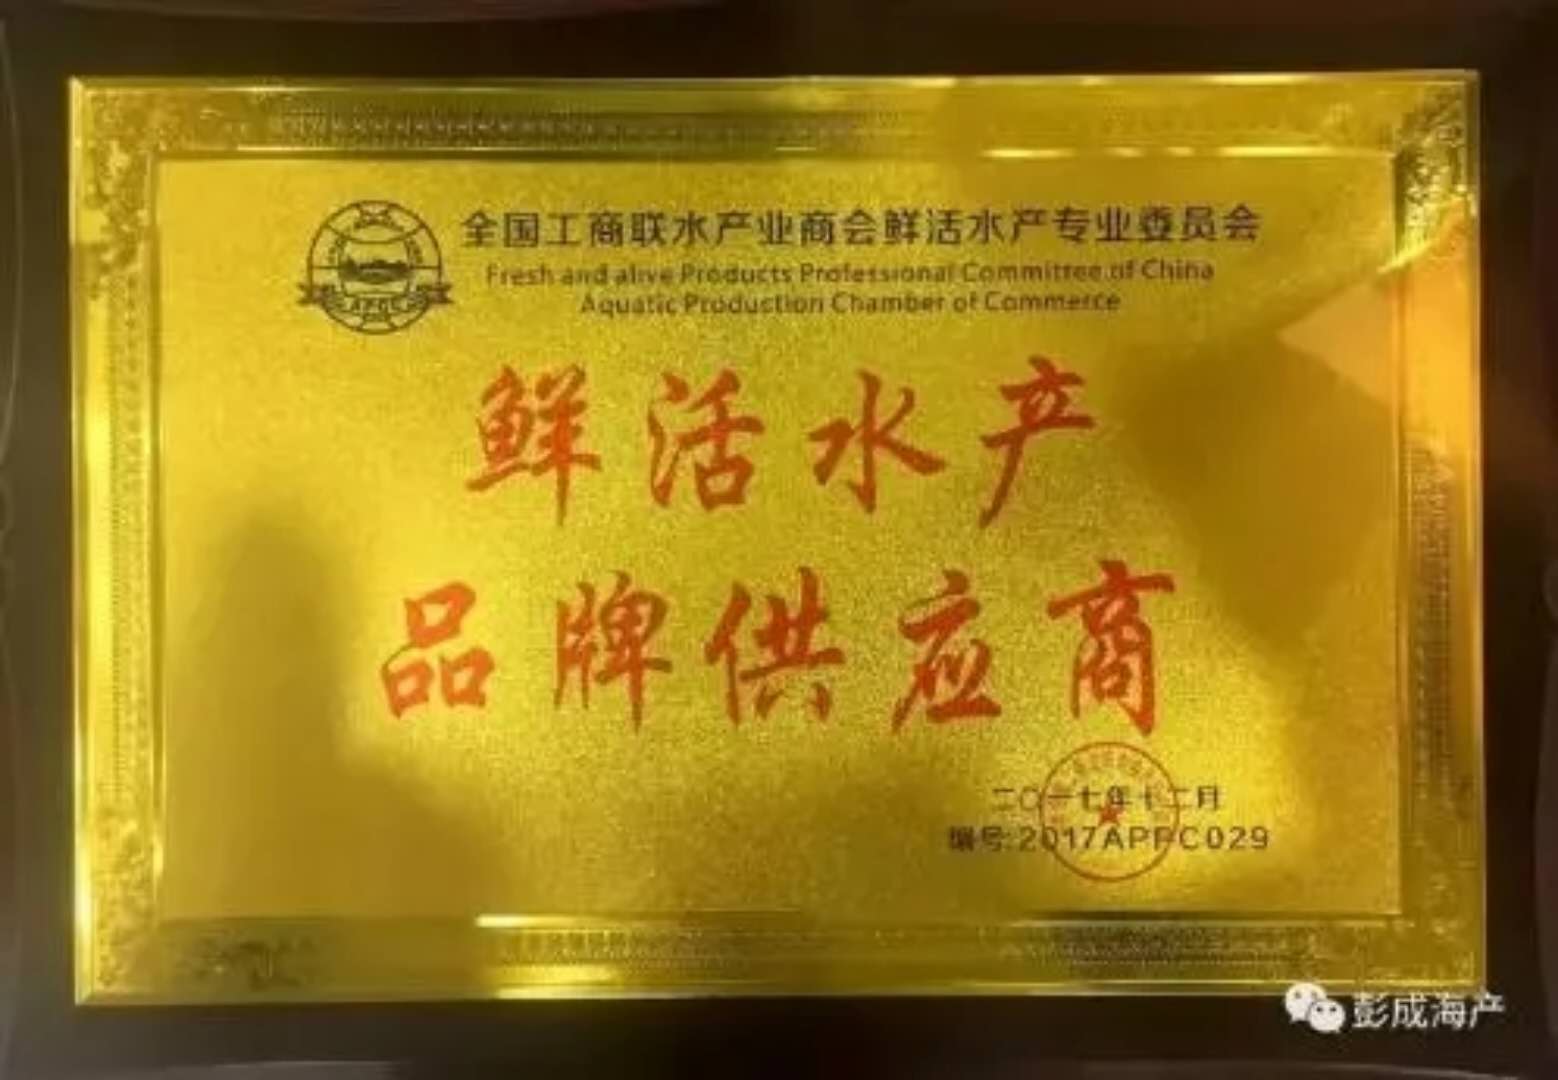 全国工商联水产业商会鲜活水产专业委员会
Fresh and alive Products Professional Committee of China
Aquatic Production Chamber of Commerce
鲜活水产
品牌供应商
二〇一七年十二月
编号:2017APPC029
彭成海产